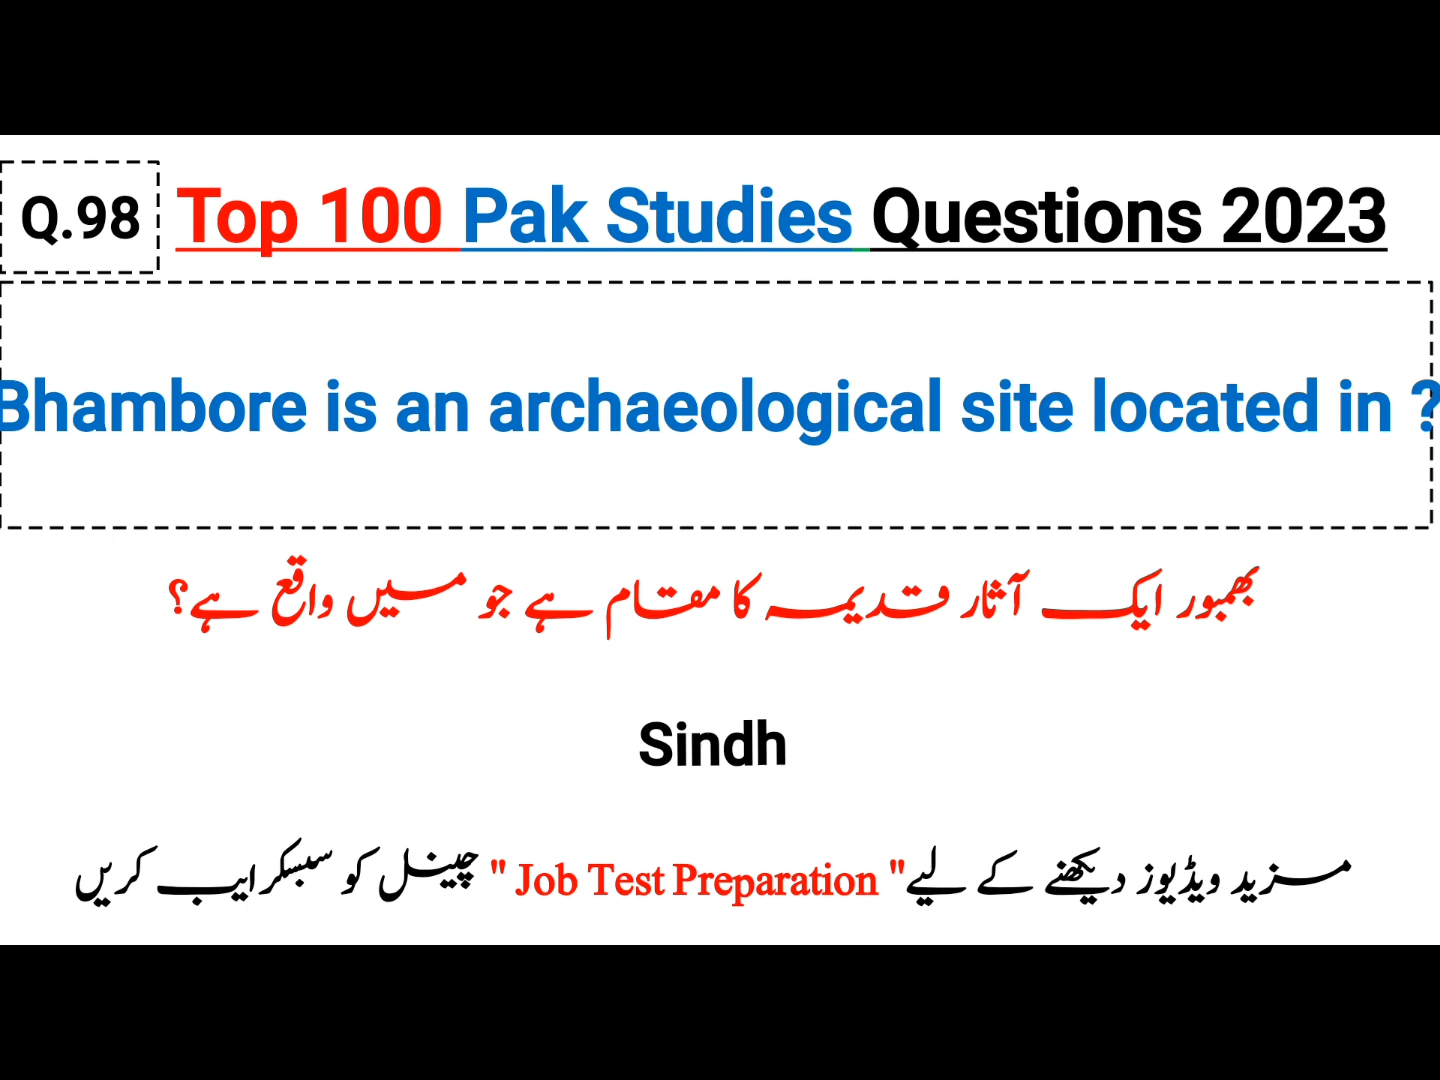 Q.98
Top 100 Pak Studies Questions 2023
Bhambore is an archaeological site located in ?
بھمبور ایک آثار قدیمہ کا مقام ہے جو میں واقع ہے؟
Sindh
مزید ویڈیوز دیکھنے کے لیے" Job Test Preparation " چینل کو سبسکرایب کریں